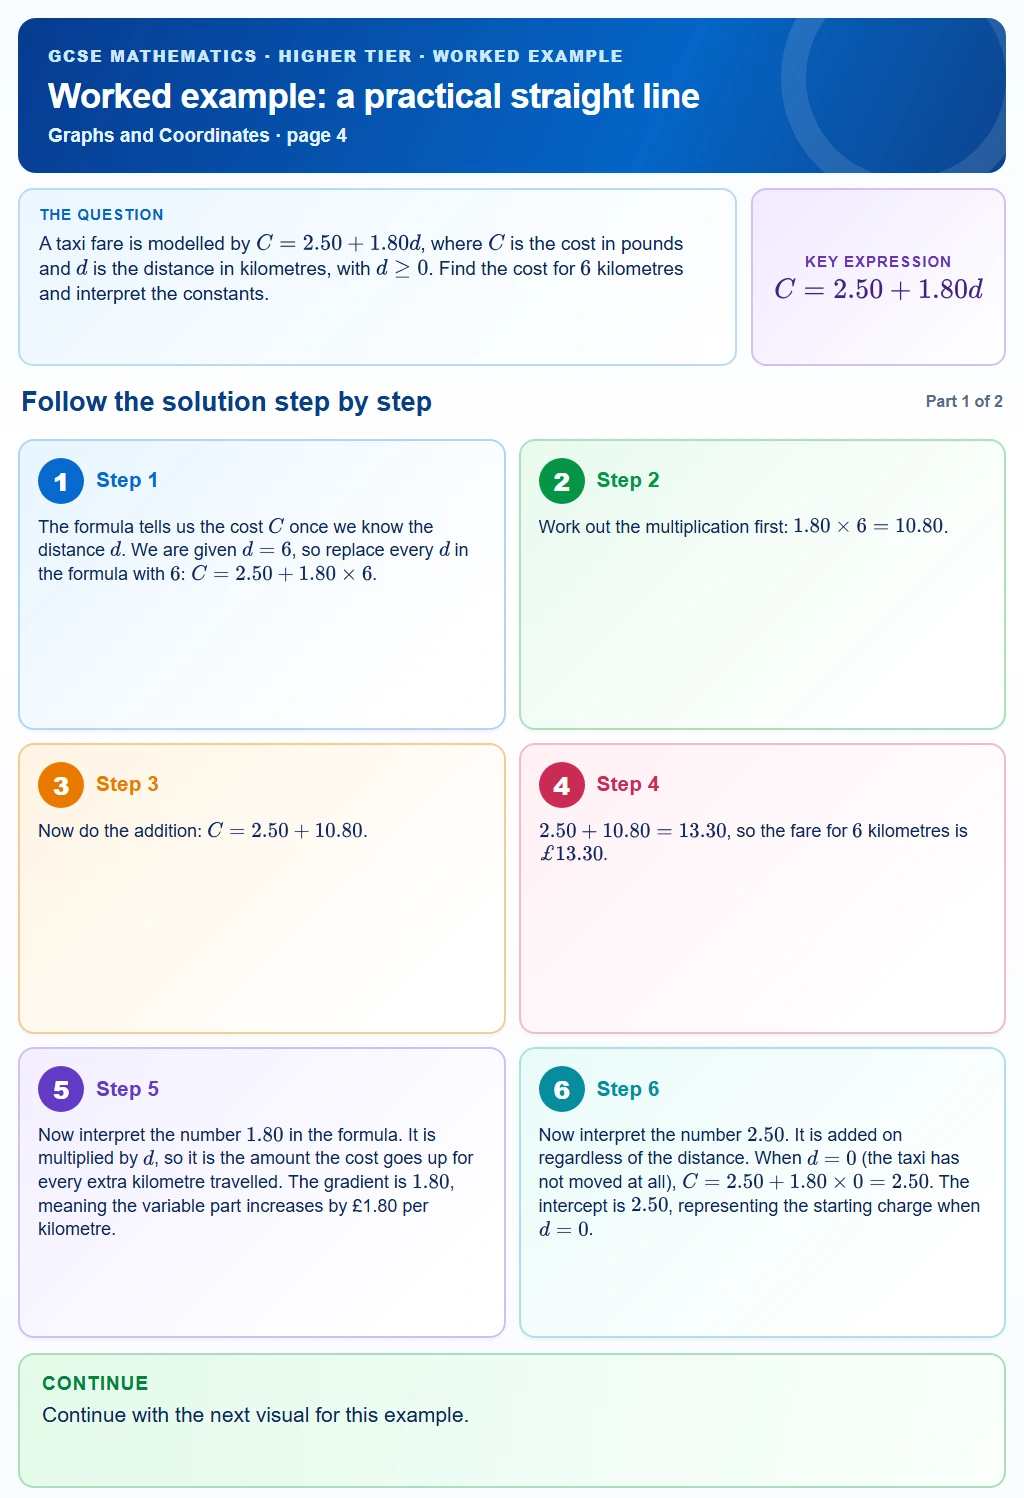 GCSE MATHEMATICS · HIGHER TIER · WORKED EXAMPLE
Worked example: a practical straight line
Graphs and Coordinates · page 4
THE QUESTION
A taxi fare is modelled by C = 2.50 + 1.80d, where C is the cost in pounds
and d is the distance in kilometres, with d ≥ 0. Find the cost for 6 kilometres
and interpret the constants.
KEY EXPRESSION
C = 2.50 + 1.80d
Follow the solution step by step
Part 1 of 2
1 Step 1
The formula tells us the cost C once we know the
distance d. We are given d = 6, so replace every d in
the formula with 6: C = 2.50 + 1.80 × 6.
2 Step 2
Work out the multiplication first: 1.80 × 6 = 10.80.
3 Step 3
Now do the addition: C = 2.50 + 10.80.
4 Step 4
2.50 + 10.80 = 13.30, so the fare for 6 kilometres is
£13.30.
5 Step 5
Now interpret the number 1.80 in the formula. It is
multiplied by d, so it is the amount the cost goes up for
every extra kilometre travelled. The gradient is 1.80,
meaning the variable part increases by £1.80 per
kilometre.
6 Step 6
Now interpret the number 2.50. It is added on
regardless of the distance. When d = 0 (the taxi has
not moved at all), C = 2.50 + 1.80 × 0 = 2.50. The
intercept is 2.50, representing the starting charge when
d = 0.
CONTINUE
Continue with the next visual for this example.